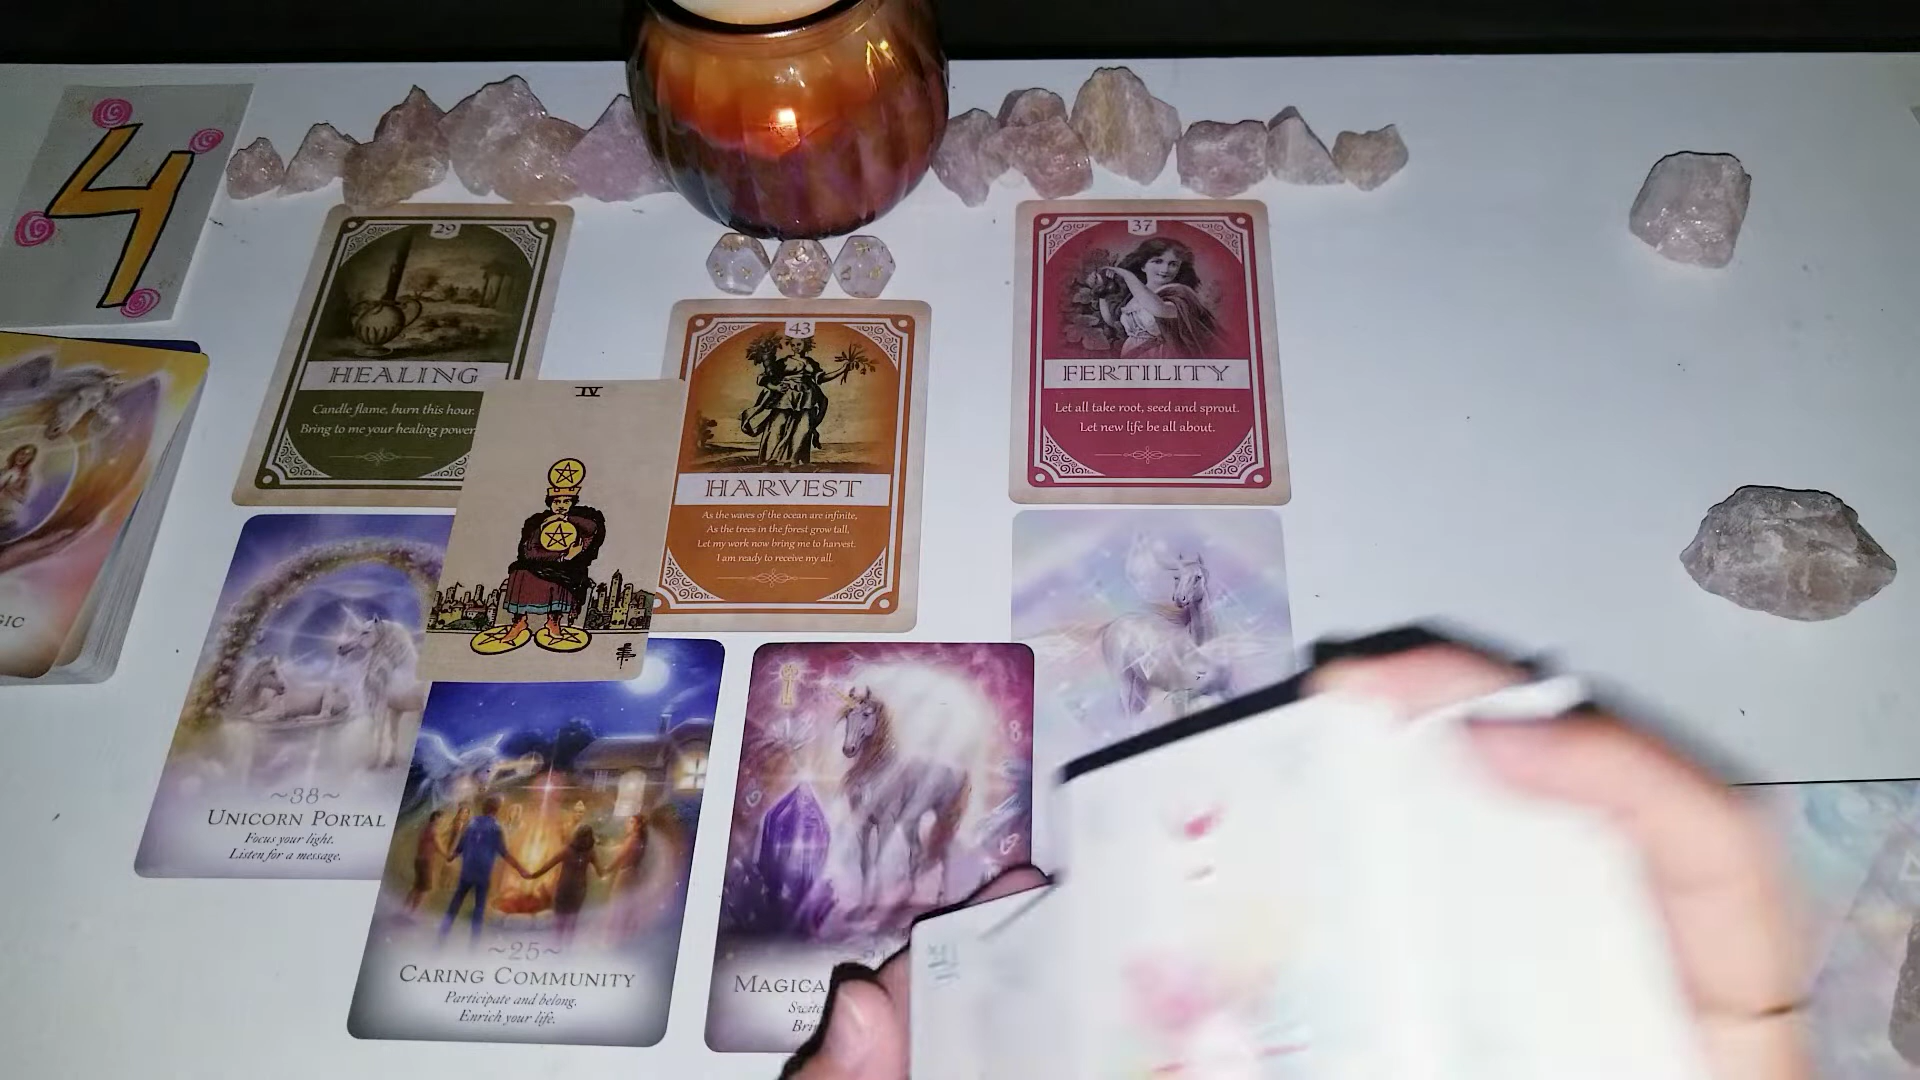 4
29
HEALING
Candle flame, burn this hour.
Bring to me your healing power
IV
43
HARVEST
As the waves of the ocean are infinite,
As the trees in the forest grow tall,
Let my work now bring me to harvest.
I am ready to receive my all.
37
FERTILITY
Let all take root, seed and sprout.
Let new life be all about.
GIC
~38~
UNICORN PORTAL
Focus your light.
Listen for a message.
~25~
CARING COMMUNITY
Participate and belong.
Enrich your life.
MAGICA